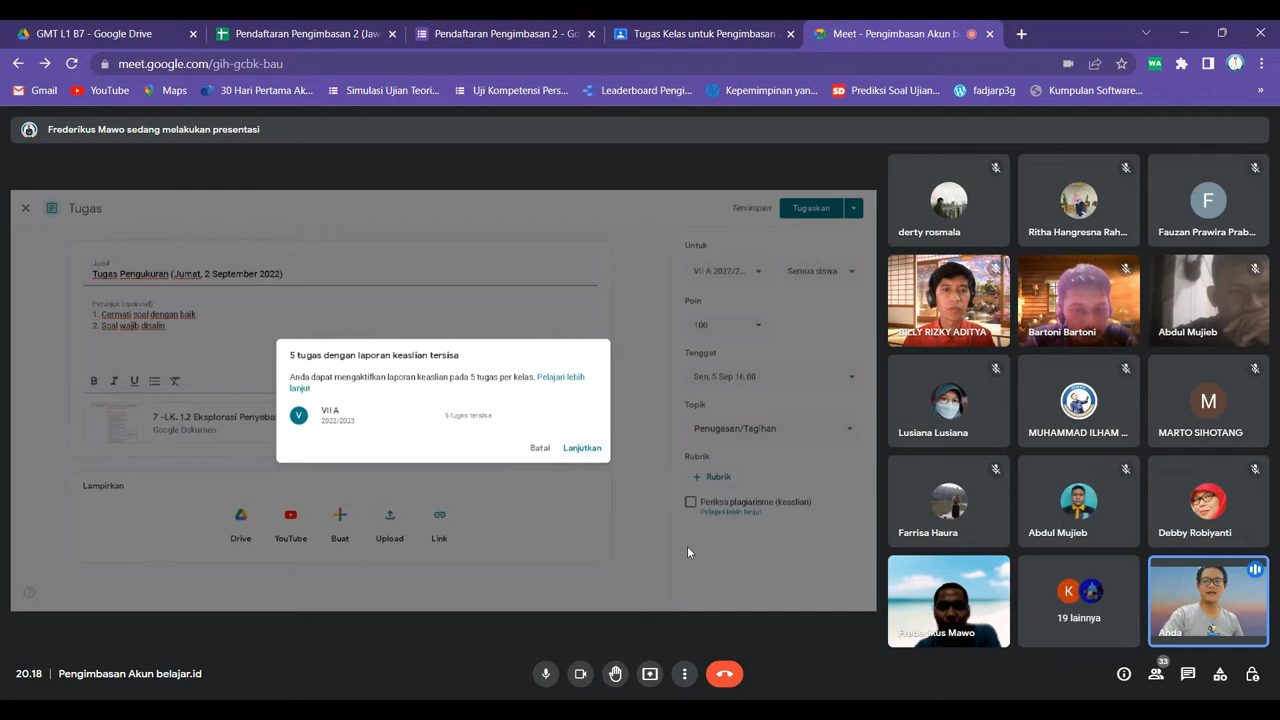 GMT L1 B7 - Google Drive
Pendaftaran Pengimbasan 2 (Jaw
Pendaftaran Pengimbasan 2 - Go
Tugas Kelas untuk Pengimbasan
Meet - Pengimbasan Akun be
meet.google.com/gih-gcbk-bau
WA
Gmail
YouTube
Maps
30 Hari Pertama Ak...
Simulasi Ujian Teori...
Uji Kompetensi Pers...
Leaderboard Pengi...
Kepemimpinan yan...
SD
Prediksi Soal Ujian...
fadjarp3g
Kumpulan Software...
»
Frederikus Mawo sedang melakukan presentasi
Tugas
Tersimpan
Tugaskan
Judul
Tugas Pengukuran (Jumat, 2 September 2022)
Petunjuk (opsional)
1. Cermati soal dengan baik
2. Soal wajib disalin
B I U
7 -LK. 1.2 Eksplorasi Penyeba
Google Dokumen
Lampirkan
Drive
YouTube
Buat
Upload
Link
5 tugas dengan laporan keaslian tersisa
Anda dapat mengaktifkan laporan keaslian pada 5 tugas per kelas. Pelajari lebih
lanjut
V
VII A
2022/2023
5 tugas tersisa
Batal
Lanjutkan
Untuk
VII A 2022/2...
Semua siswa
Poin
100
Tenggat
Sen, 5 Sep 16.00
Topik
Penugasan/Tagihan
Rubrik
+ Rubrik
Periksa plagiarisme (keaslian)
Pelajari lebih lanjut
derty rosmala
Ritha Hangresna Rah...
F
Fauzan Prawira Prab...
BILLY RIZKY ADITYA
Bartoni Bartoni
Abdul Mujieb
Lusiana Lusiana
MUHAMMAD ILHAM ...
M
MARTO SIHOTANG
Farrisa Haura
Abdul Mujieb
Debby Robiyanti
Frederikus Mawo
K
19 lainnya
Anda
20.18
Pengimbasan Akun belajar.id
33